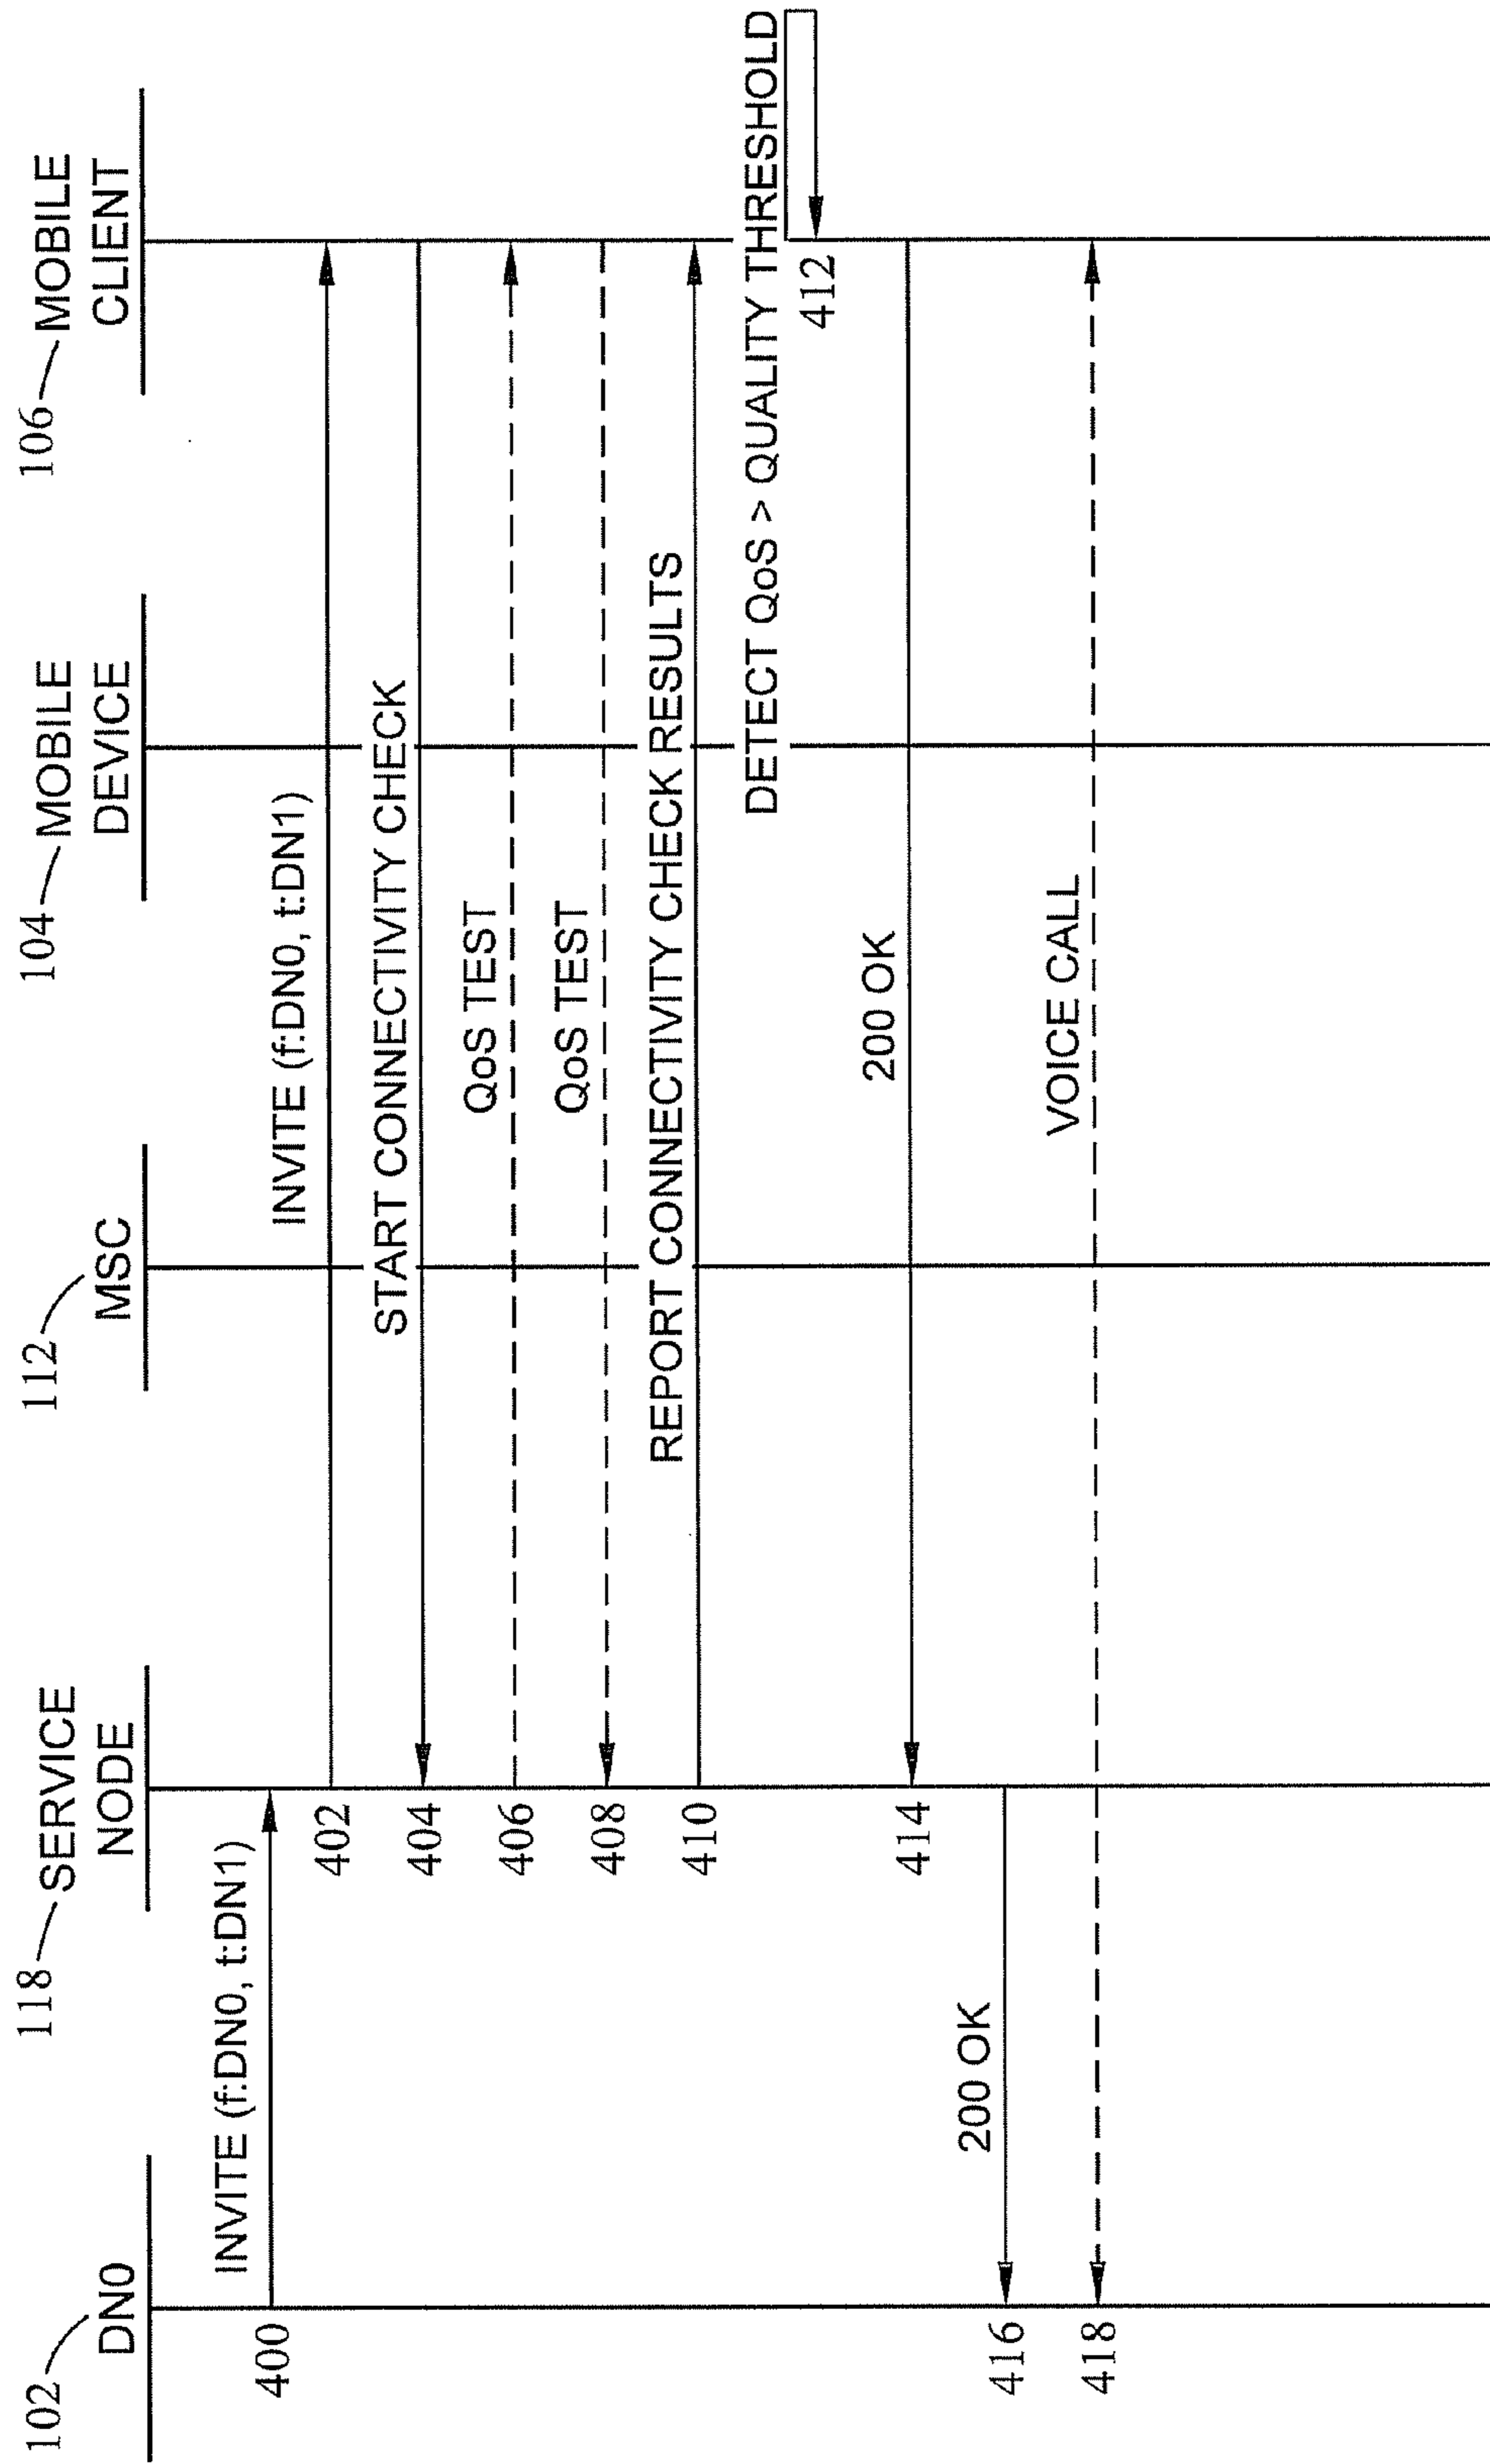 102
DN0
118
SERVICE
NODE
112
MSC
104
MOBILE
DEVICE
106
MOBILE
CLIENT
400
INVITE (f:DN0, t:DN1)
402
INVITE (f:DN0, t:DN1)
404
START CONNECTIVITY CHECK
406
QoS TEST
408
QoS TEST
410
REPORT CONNECTIVITY CHECK RESULTS
DETECT QoS > QUALITY THRESHOLD
412
414
200 OK
416
200 OK
418
VOICE CALL